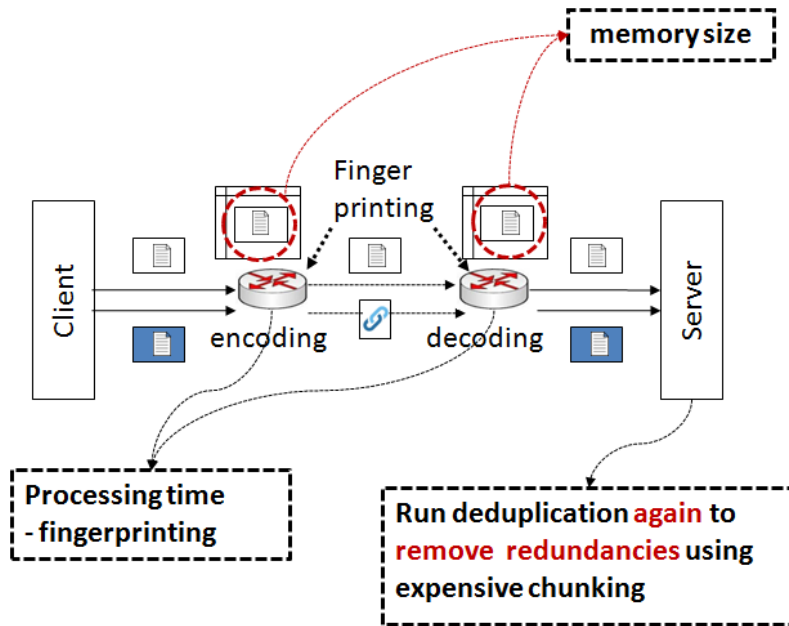 memory size
Finger
printing
Client
encoding
decoding
Server
Processing time
- fingerprinting
Run deduplication again to
remove redundancies using
expensive chunking